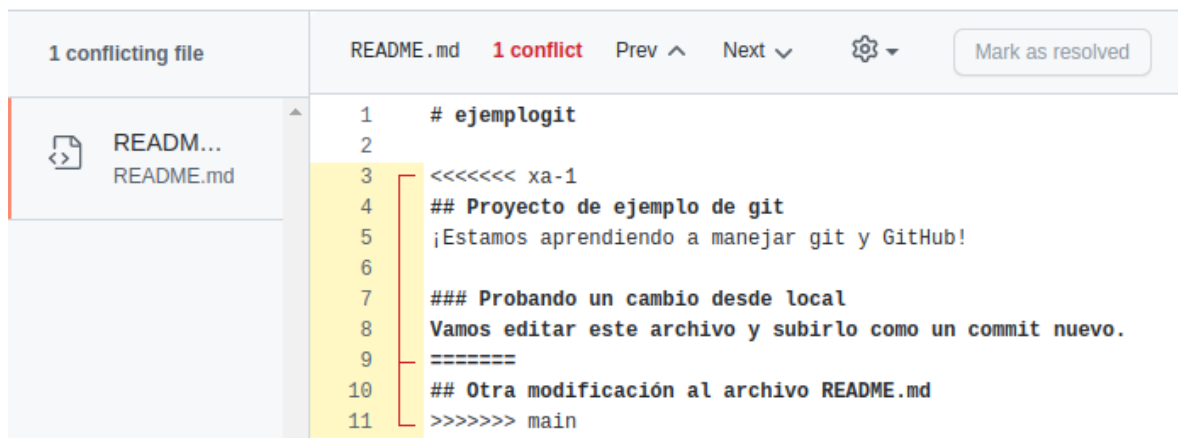 1 conflicting file
README.md 1 conflict Prev Next Mark as resolved
READM...
README.md
1 # ejemplogit
2
3 <<<<<<< xa-1
4 ## Proyecto de ejemplo de git
5 ¡Estamos aprendiendo a manejar git y GitHub!
6
7 ### Probando un cambio desde local
8 Vamos editar este archivo y subirlo como un commit nuevo.
9 =======
10 ## Otra modificación al archivo README.md
11 >>>>>>> main